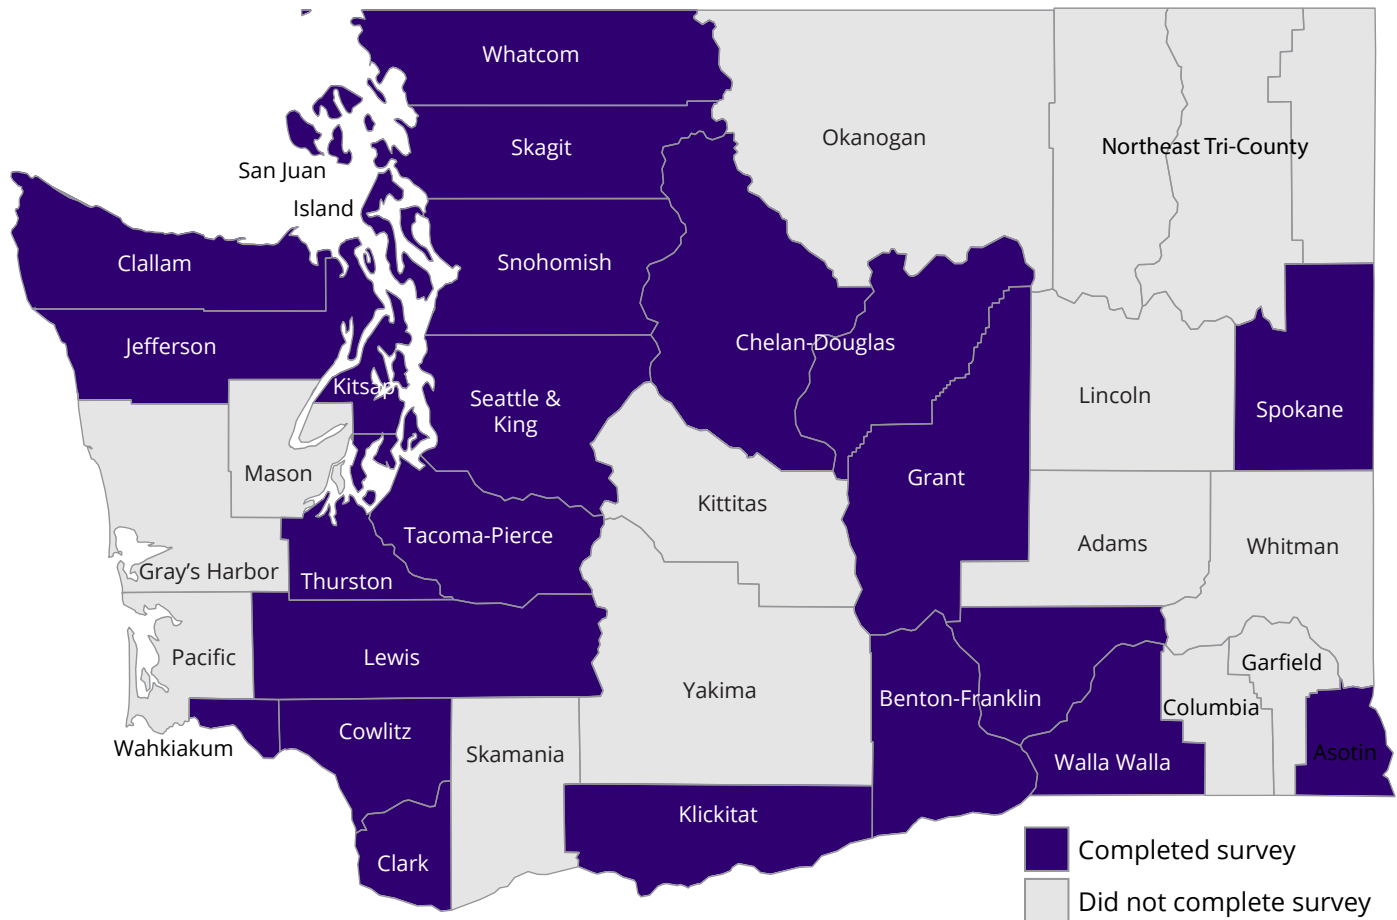 Whatcom
Okanogan
Northeast Tri-County
Skagit
San Juan
Island
Clallam
Snohomish
Jefferson
Chelan-Douglas
Kitsap
Seattle &
King
Lincoln
Spokane
Mason
Grant
Kittitas
Tacoma-Pierce
Adams
Whitman
Gray’s Harbor
Thurston
Pacific
Lewis
Garfield
Yakima
Benton-Franklin
Columbia
Wahkiakum
Cowlitz
Skamania
Walla Walla
Asotin
Klickitat
Clark
Completed survey
Did not complete survey